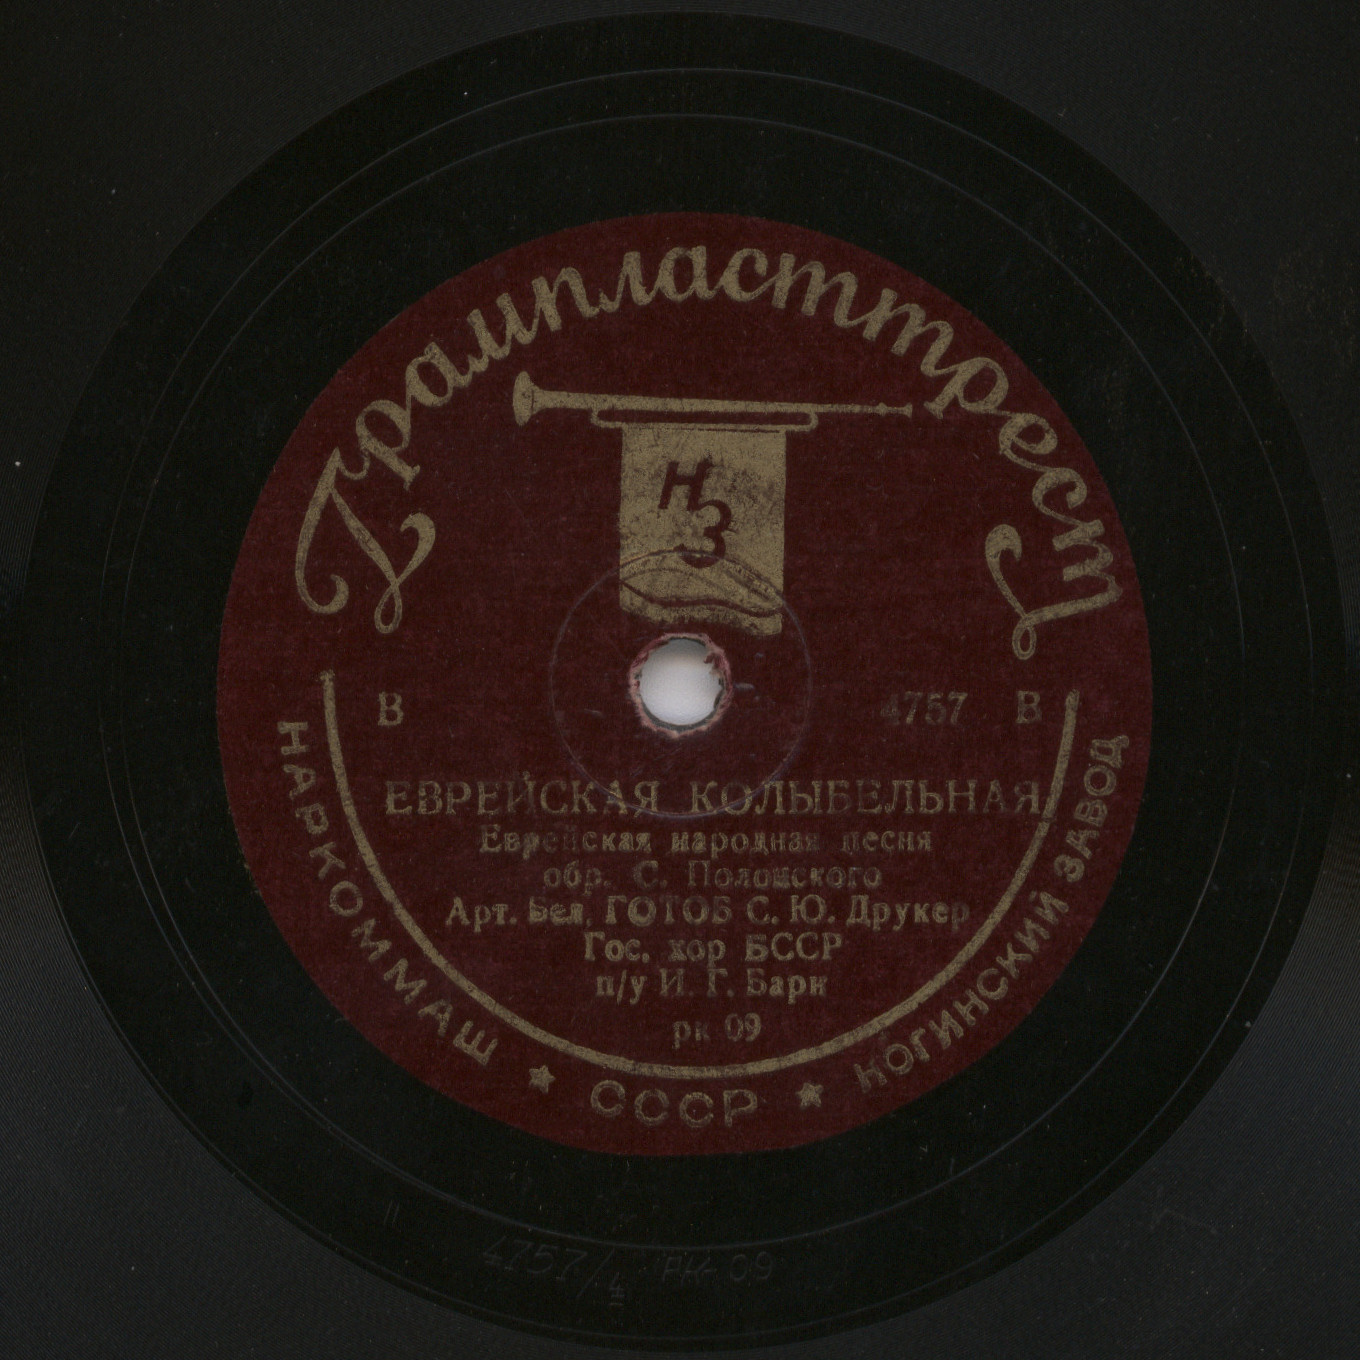 Грампласттрест
НЗ
В 4757 В
ЕВРЕЙСКАЯ КОЛЫБЕЛЬНАЯ
Еврейская народная песня
обр. С. Полонского
Арт. Бел. ГОТОБ С. Ю. Друкер
Гос. хор БССР
п/у И. Г. Бари
рк 09
НАРКОММАШ ★ СССР ★ НОГИНСКИЙ ЗАВОД
4757/4 РК 09